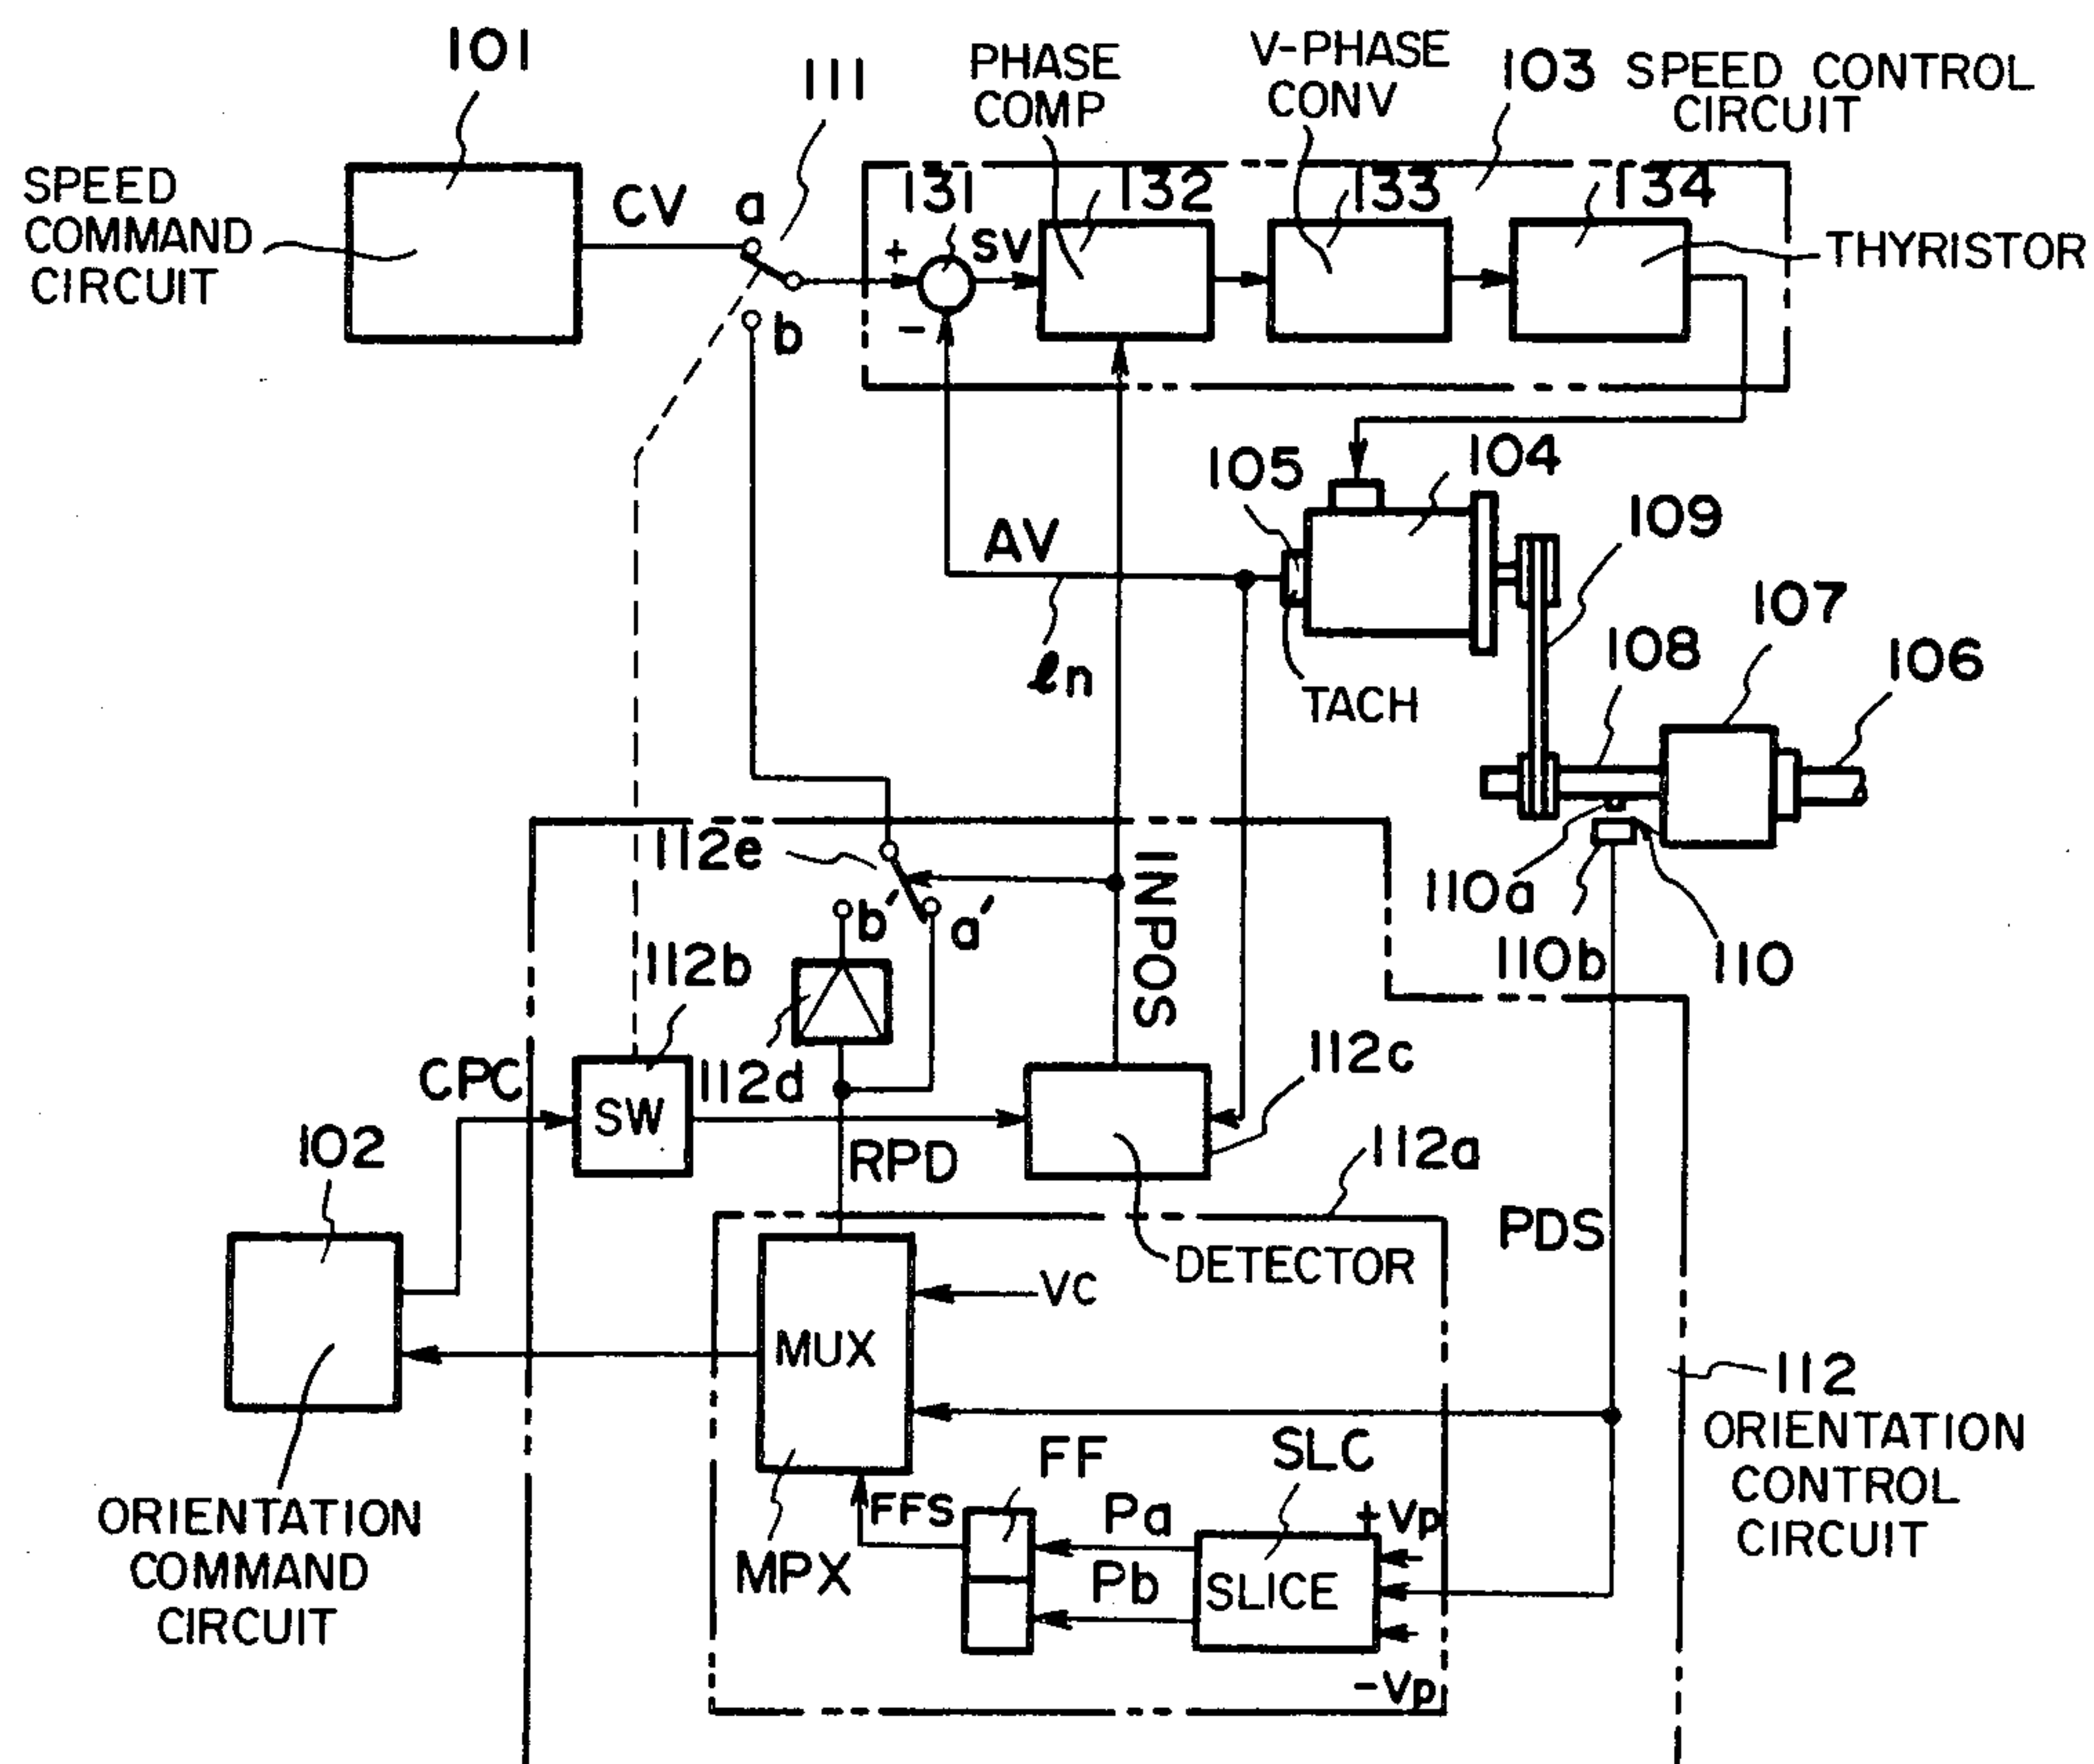 101
111
PHASE
COMP
V-PHASE
CONV
103 SPEED CONTROL
CIRCUIT
SPEED
COMMAND
CIRCUIT
CV
a
b
131
+
-
SV
132
133
134
THYRISTOR
105
104
109
AV
ln
TACH
107
108
106
112e
b'
a'
INPOS
110a
110b
110
112b
CPC
SW
112d
112c
RPD
112a
102
DETECTOR
PDS
VC
MUX
112
ORIENTATION
CONTROL
CIRCUIT
FF
SLC
FFS
Pa
Pb
+Vp
MPX
SLICE
-Vp
ORIENTATION
COMMAND
CIRCUIT